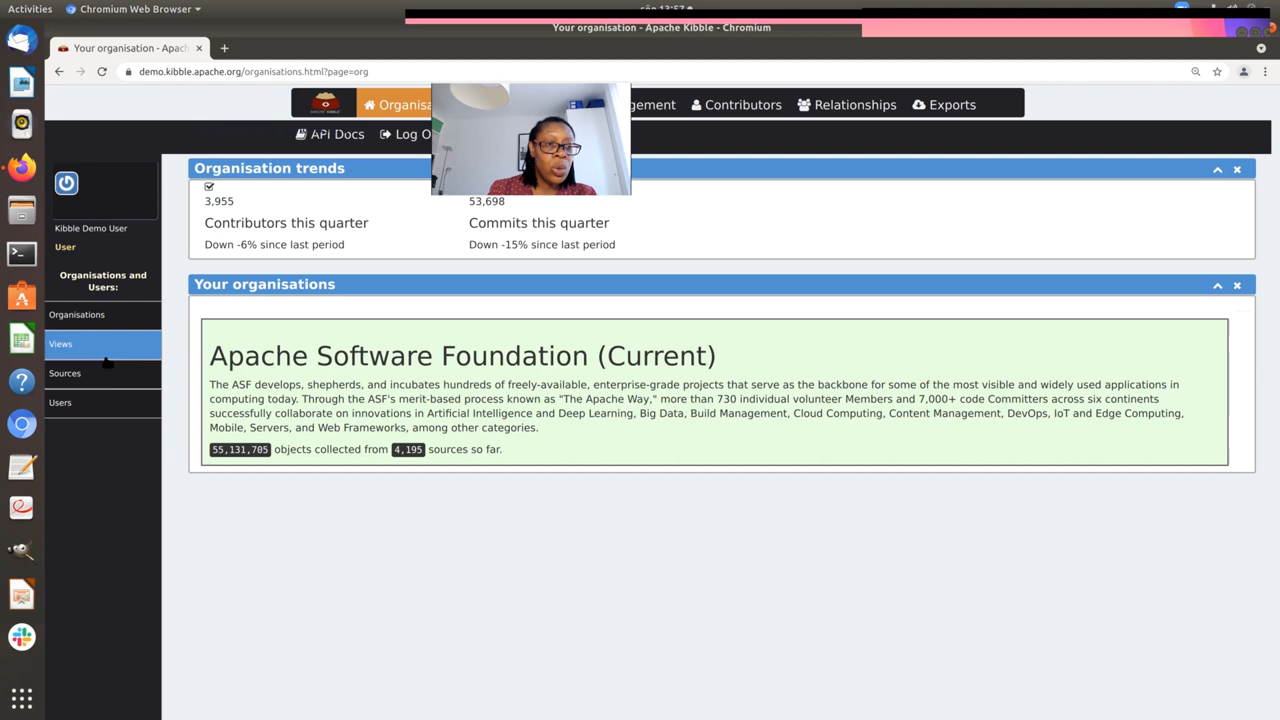 Activities
Chromium Web Browser
sön 13:57
Your organisation - Apache Kibble - Chromium
Your organisation - Apach
demo.kibble.apache.org/organisations.html?page=org
Organisa
gement
Contributors
Relationships
Exports
API Docs
Log O
Kibble Demo User
User
Organisations and
Users:
Organisations
Views
Sources
Users
Organisation trends
3,955
53,698
Contributors this quarter
Commits this quarter
Down -6% since last period
Down -15% since last period
Your organisations
Apache Software Foundation (Current)
The ASF develops, shepherds, and incubates hundreds of freely-available, enterprise-grade projects that serve as the backbone for some of the most visible and widely used applications in
computing today. Through the ASF's merit-based process known as "The Apache Way," more than 730 individual volunteer Members and 7,000+ code Committers across six continents
successfully collaborate on innovations in Artificial Intelligence and Deep Learning, Big Data, Build Management, Cloud Computing, Content Management, DevOps, IoT and Edge Computing,
Mobile, Servers, and Web Frameworks, among other categories.
55,131,705 objects collected from 4,195 sources so far.